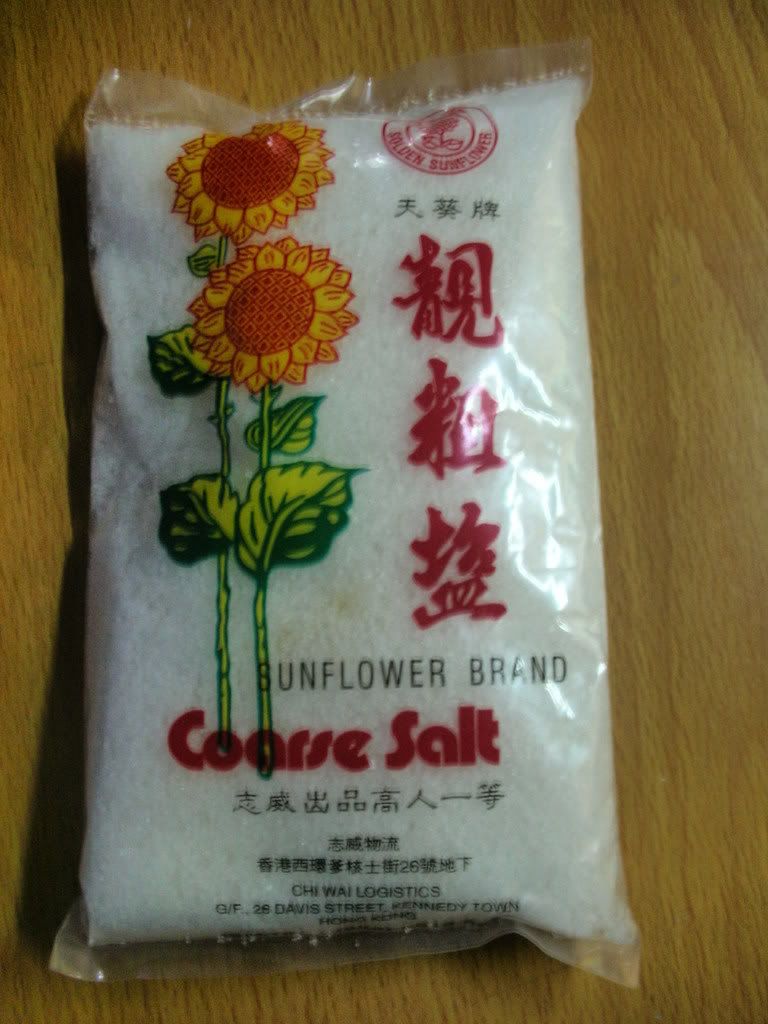 GOLDEN SUNFLOWER
天葵牌
靚粗塩
SUNFLOWER BRAND
Coarse Salt
志威出品高人一等
志威物流
香港西環爹核士街26號地下
CHI WAI LOGISTICS
G/F., 26 DAVIS STREET, KENNEDY TOWN
HONG KONG